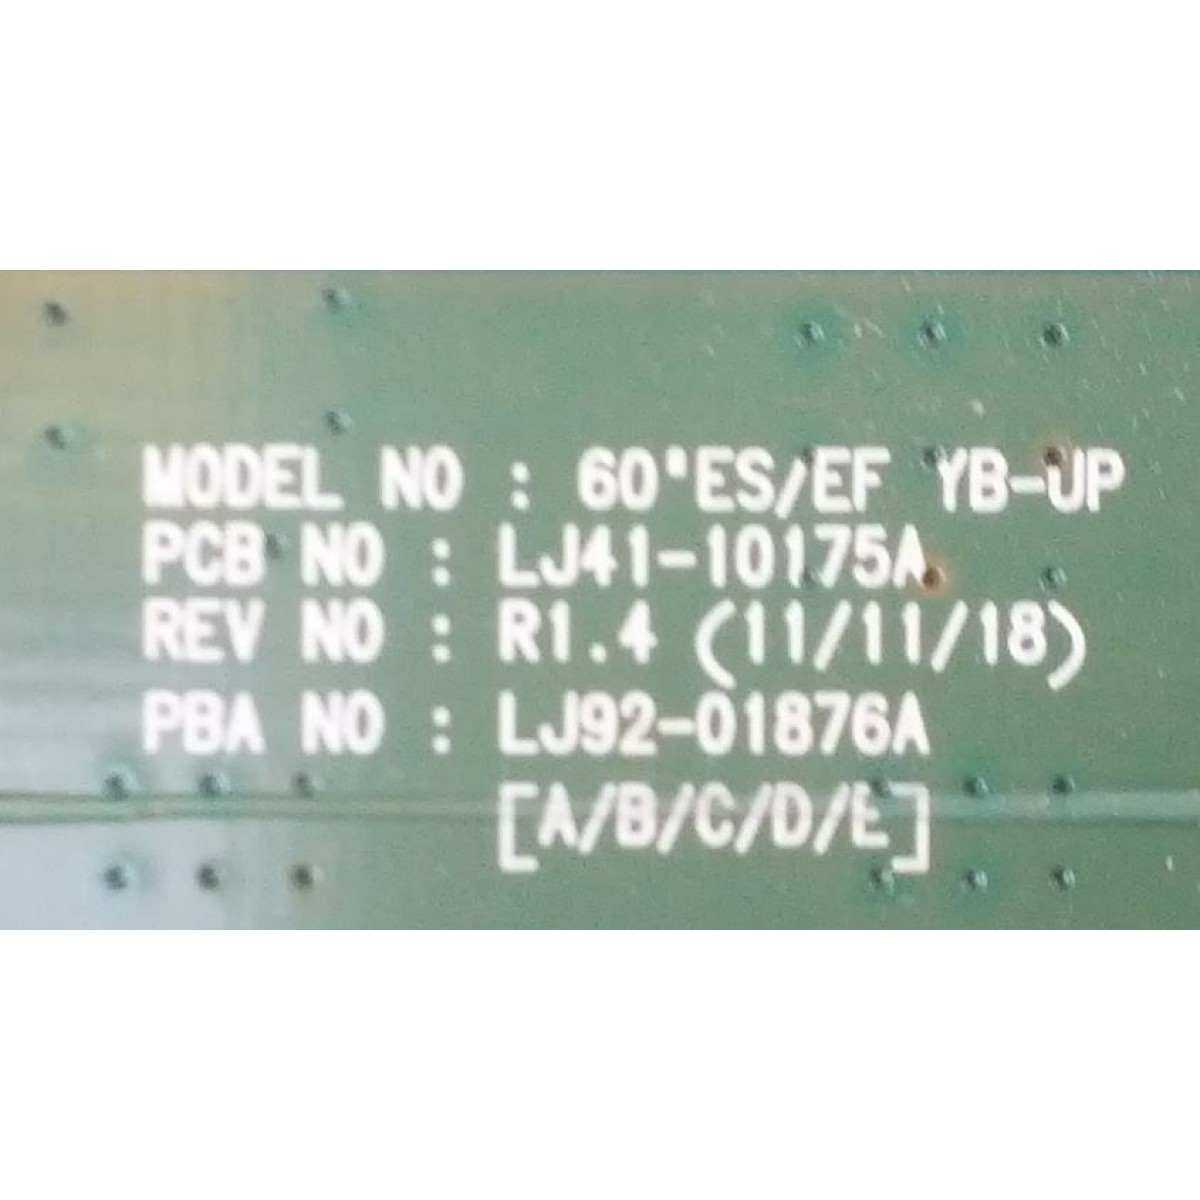 MODEL NO : 60"ES/EF YB-UP
PCB NO : LJ41-10175A
REV NO : R1.4 (11/11/18)
PBA NO : LJ92-01876A
[A/B/C/D/E]